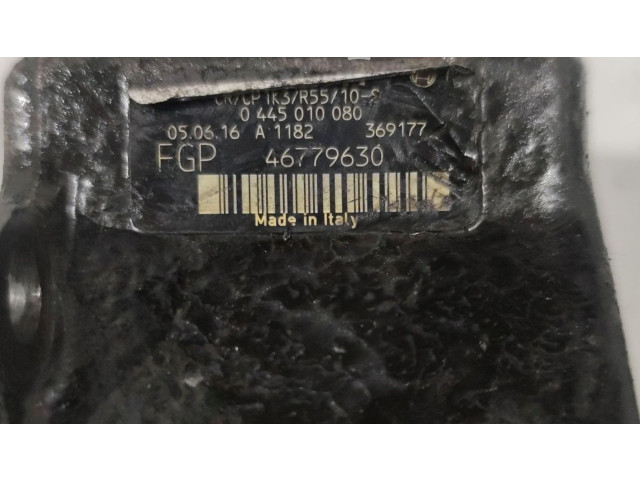 CR/CP1K3/R55/10-S
0 445 010 080
05.06.16 A 1182 369177
FGP 46779630
Made in Italy